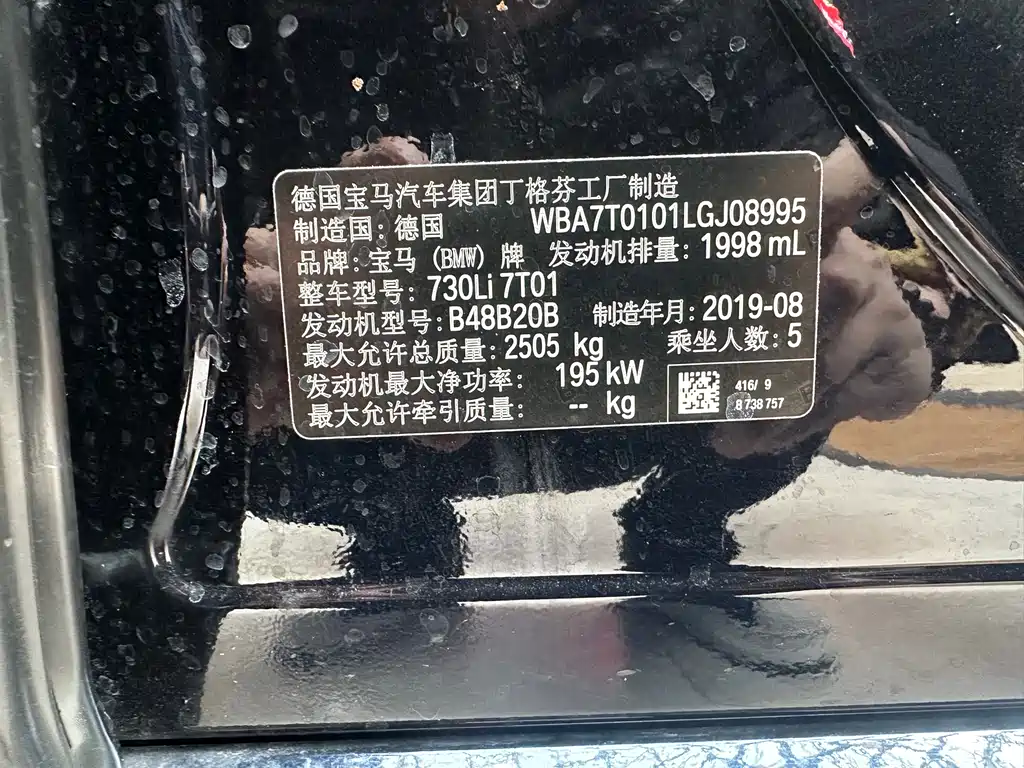 德国宝马汽车集团丁格芬工厂制造
制造国: 德国 WBA7T0101LGJ08995
品牌: 宝马 (BMW) 牌 发动机排量: 1998 mL
整车型号: 730Li 7T01
发动机型号: B48B20B 制造年月: 2019-08
最大允许总质量: 2505 kg 乘坐人数: 5
发动机最大净功率: 195 kW
最大允许牵引质量: -- kg
416/ 9
8 738 757